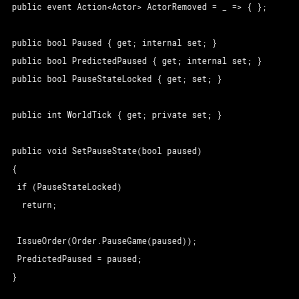 public event Action<Actor> ActorRemoved = _ => { };
public bool Paused { get; internal set; }
public bool PredictedPaused { get; internal set; }
public bool PauseStateLocked { get; set; }
public int WorldTick { get; private set; }
public void SetPauseState(bool paused)
{
if (PauseStateLocked)
return;
IssueOrder(Order.PauseGame(paused));
PredictedPaused = paused;
}